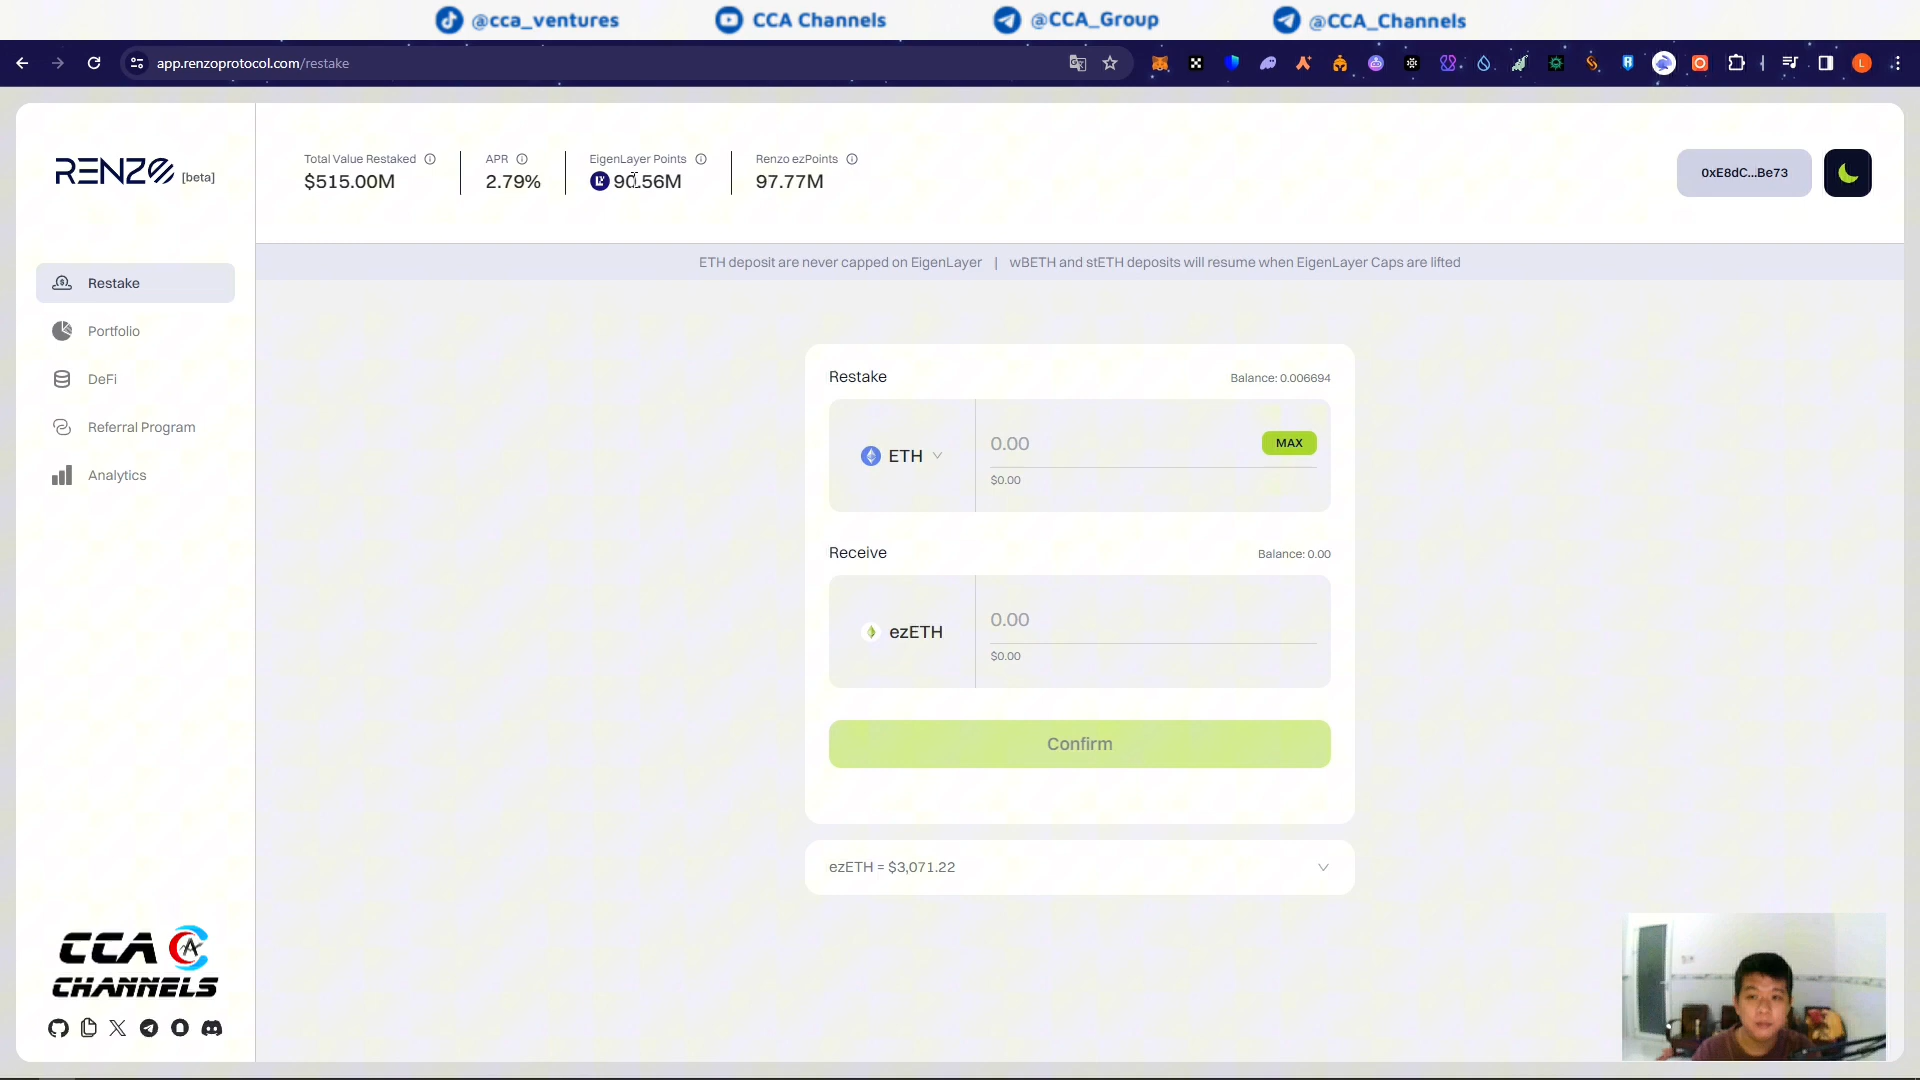 @cca_ventures
CCA Channels
@CCA_Group
@CCA_Channels
app.renzoprotocol.com/restake
L
RENZO [beta]
Total Value Restaked
$515.00M
APR
2.79%
EigenLayer Points
90.56M
Renzo ezPoints
97.77M
0xE8dC...Be73
ETH deposit are never capped on EigenLayer | wBETH and stETH deposits will resume when EigenLayer Caps are lifted
Restake
Portfolio
DeFi
Referral Program
Analytics
Restake
Balance: 0.006694
ETH
0.00
MAX
$0.00
Receive
Balance: 0.00
ezETH
0.00
$0.00
Confirm
ezETH = $3,071.22
CCA CA
CHANNELS